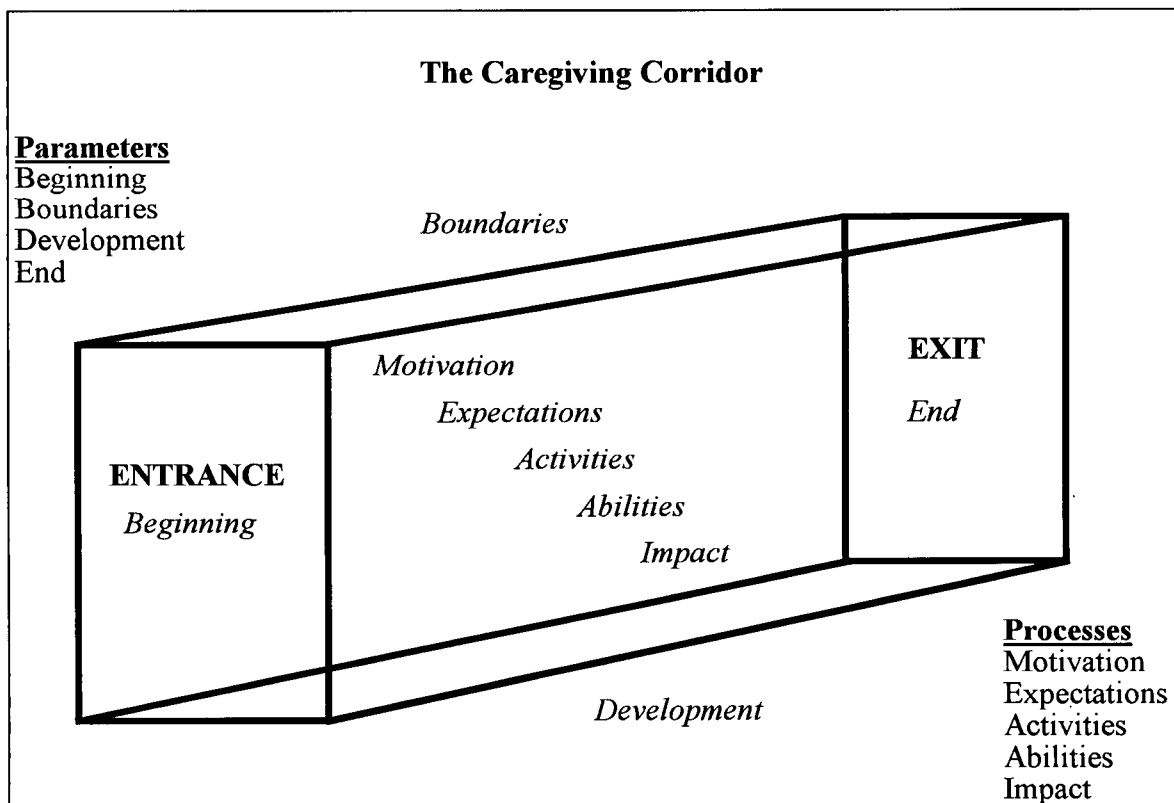 The Caregiving Corridor
Parameters
Beginning
Boundaries
Development
End
Boundaries
Motivation
Expectations
Activities
Abilities
Impact
ENTRANCE
Beginning
EXIT
End
Development
Processes
Motivation
Expectations
Activities
Abilities
Impact